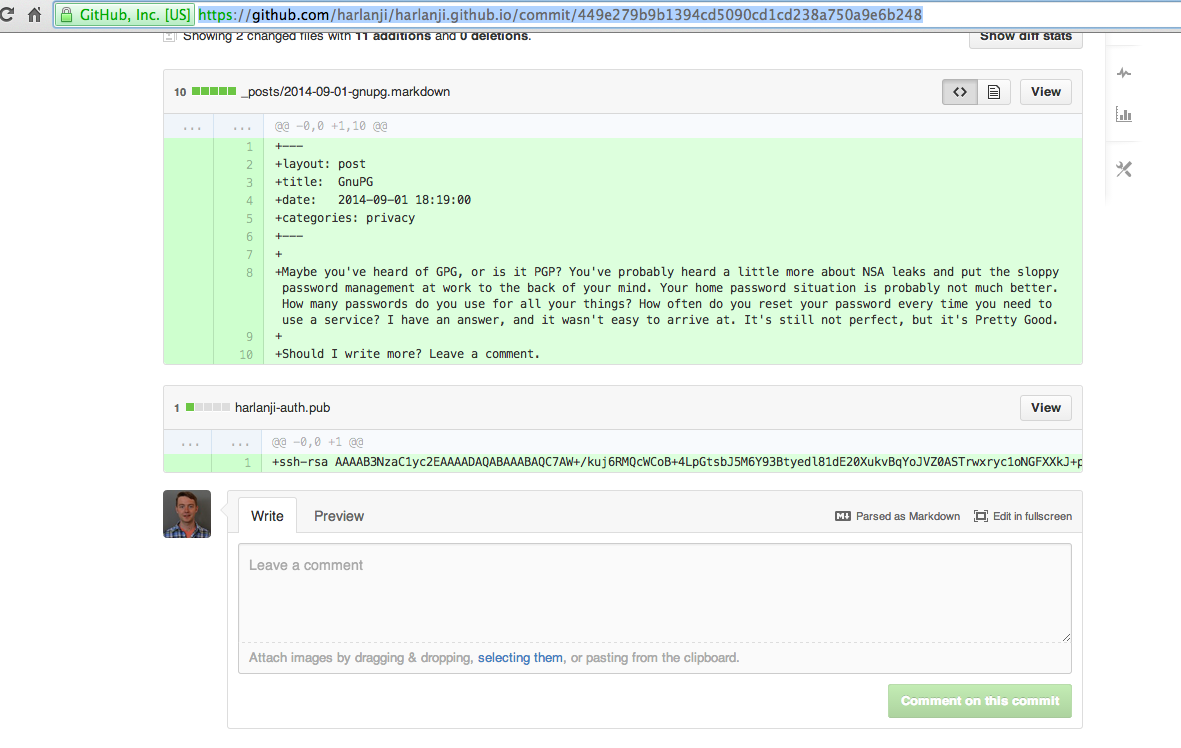 GitHub, Inc. [US] https://github.com/harlanji/harlanji.github.io/commit/449e279b9b1394cd5090cd1cd238a750a9e6b248
Showing 2 changed files with 11 additions and 0 deletions.
Show diff stats
10 _posts/2014-09-01-gnupg.markdown
View
... ... @@ -0,0 +1,10 @@
1 +---
2 +layout: post
3 +title:  GnuPG
4 +date:   2014-09-01 18:19:00
5 +categories: privacy
6 +---
7 +
8 +Maybe you've heard of GPG, or is it PGP? You've probably heard a little more about NSA leaks and put the sloppy
password management at work to the back of your mind. Your home password situation is probably not much better.
How many passwords do you use for all your things? How often do you reset your password every time you need to
use a service? I have an answer, and it wasn't easy to arrive at. It's still not perfect, but it's Pretty Good.
9 +
10 +Should I write more? Leave a comment.
1 harlanji-auth.pub
View
... ... @@ -0,0 +1 @@
1 +ssh-rsa AAAAB3NzaC1yc2EAAAADAQABAAABAQC7AW+/kuj6RMQcWCoB+4LpGtsbJ5M6Y93Btyedl81dE20XukvBqYoJVZ0ASTrwxryc1oNGFXXkJ+p
Write
Preview
Parsed as Markdown
Edit in fullscreen
Leave a comment
Attach images by dragging & dropping, selecting them, or pasting from the clipboard.
Comment on this commit